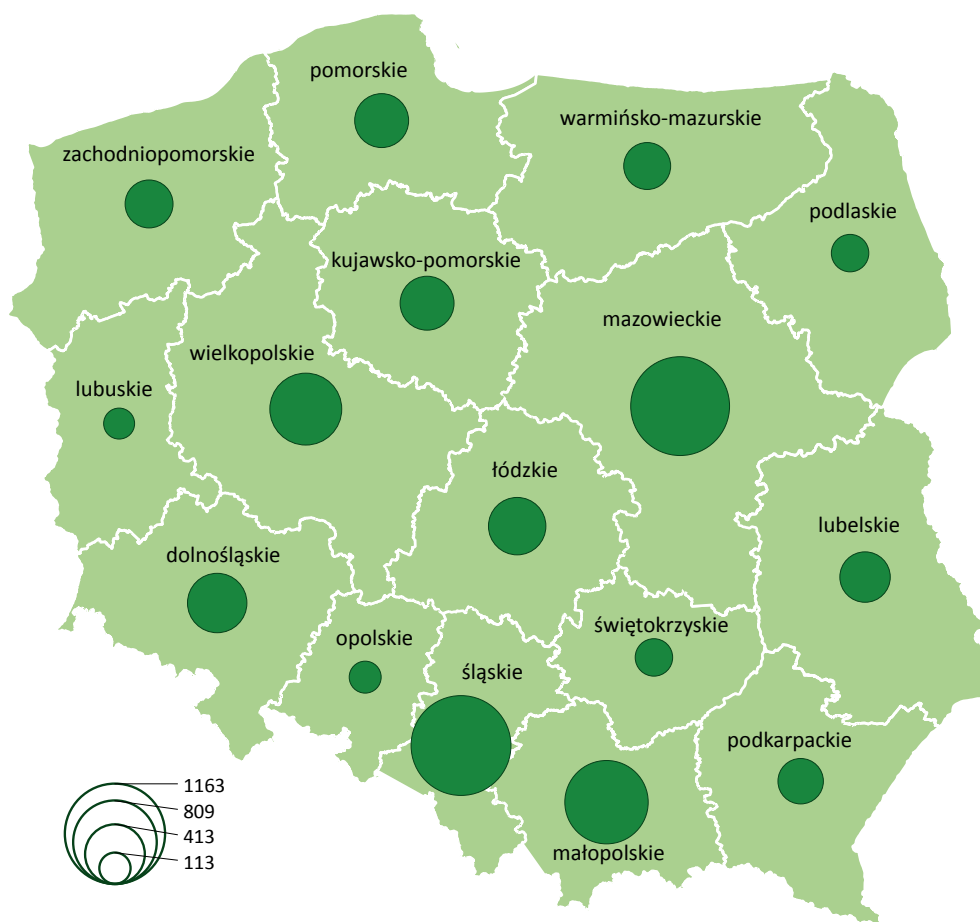 pomorskie
warmińsko-mazurskie
zachodniopomorskie
podlaskie
kujawsko-pomorskie
mazowieckie
wielkopolskie
lubuskie
łódzkie
lubelskie
dolnośląskie
świętokrzyskie
opolskie
śląskie
podkarpackie
małopolskie
1163
809
413
113